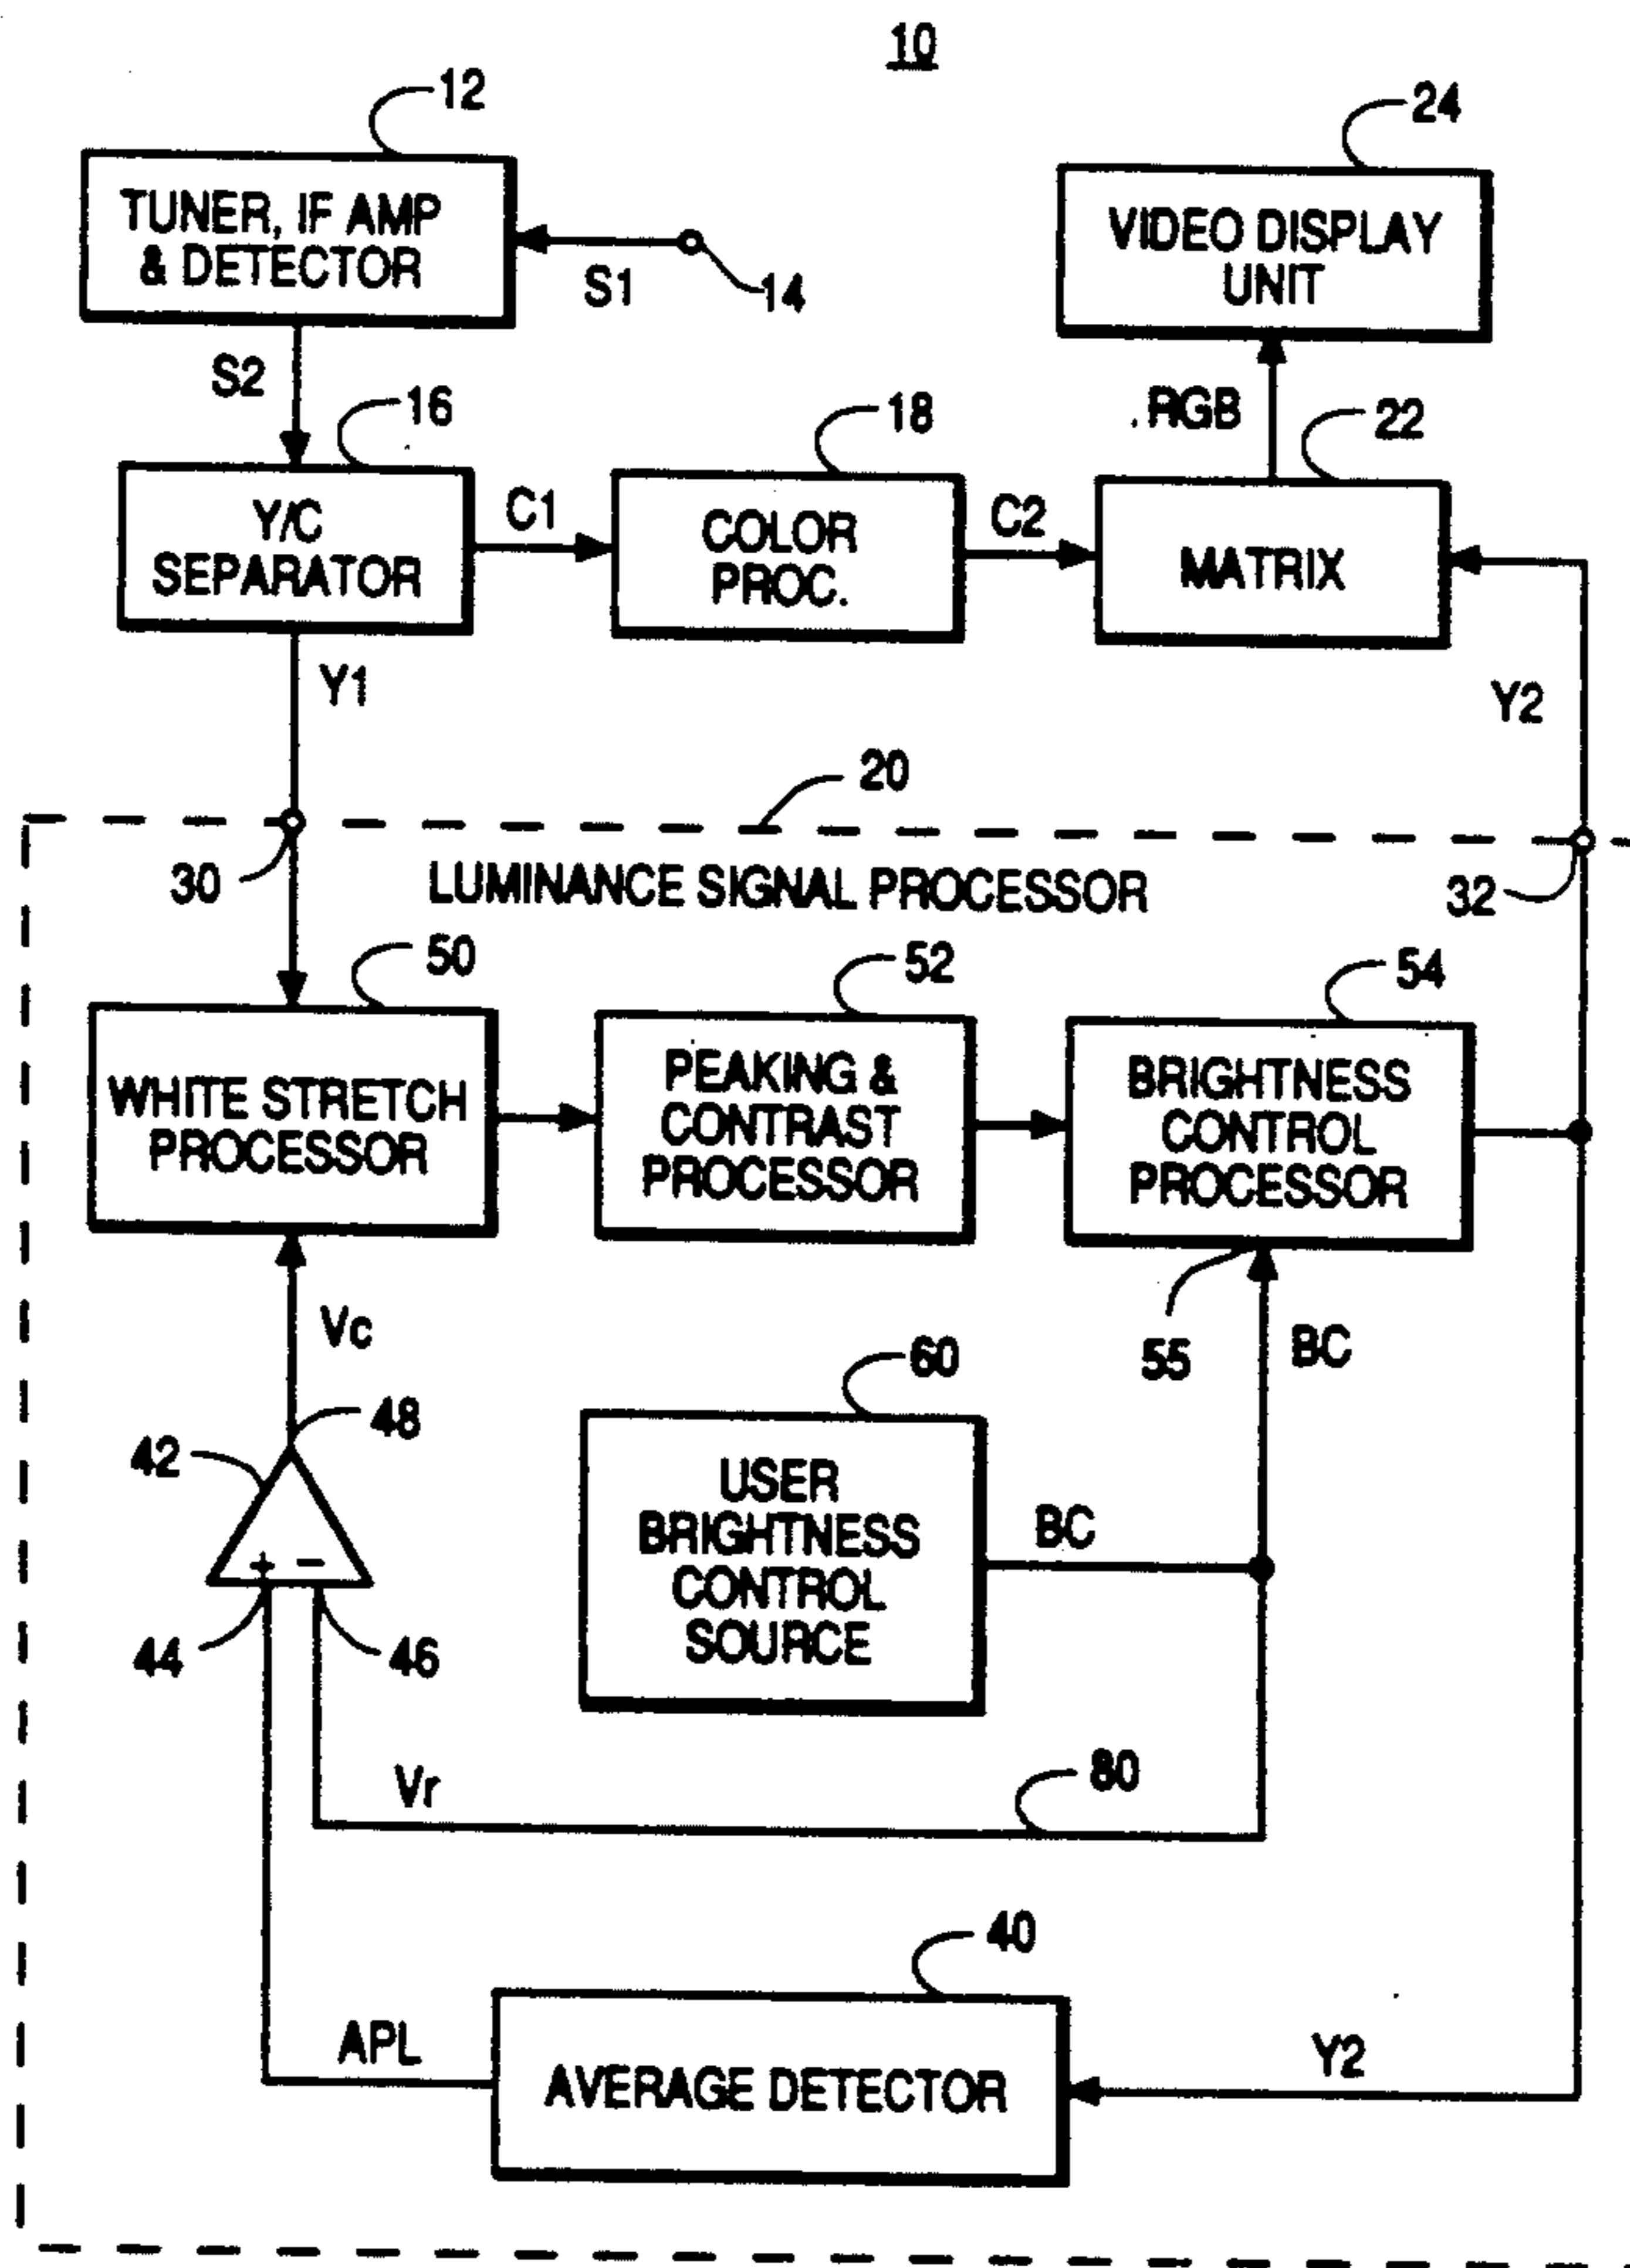 10
12
24
TUNER, IF AMP
& DETECTOR
S1
14
VIDEO DISPLAY
UNIT
S2
16
18
.RGB
22
Y/C
SEPARATOR
C1
COLOR
PROC.
C2
MATRIX
Y1
Y2
20
30
LUMINANCE SIGNAL PROCESSOR
32
50
52
54
WHITE STRETCH
PROCESSOR
PEAKING &
CONTRAST
PROCESSOR
BRIGHTNESS
CONTROL
PROCESSOR
Vc
55
BC
60
48
42
USER
BRIGHTNESS
CONTROL
SOURCE
BC
+ −
44
46
Vr
80
40
APL
AVERAGE DETECTOR
Y2